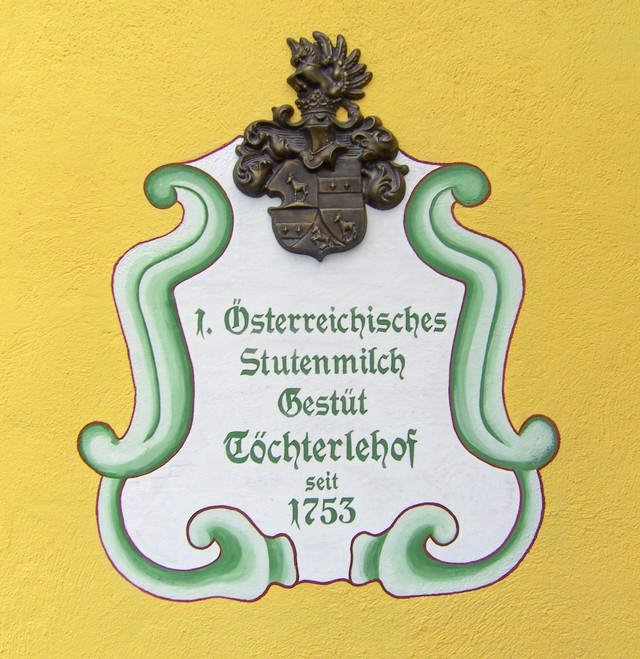 1. Österreichisches
Stutenmilch
Gestüt
Töchterlehof
seit
1753